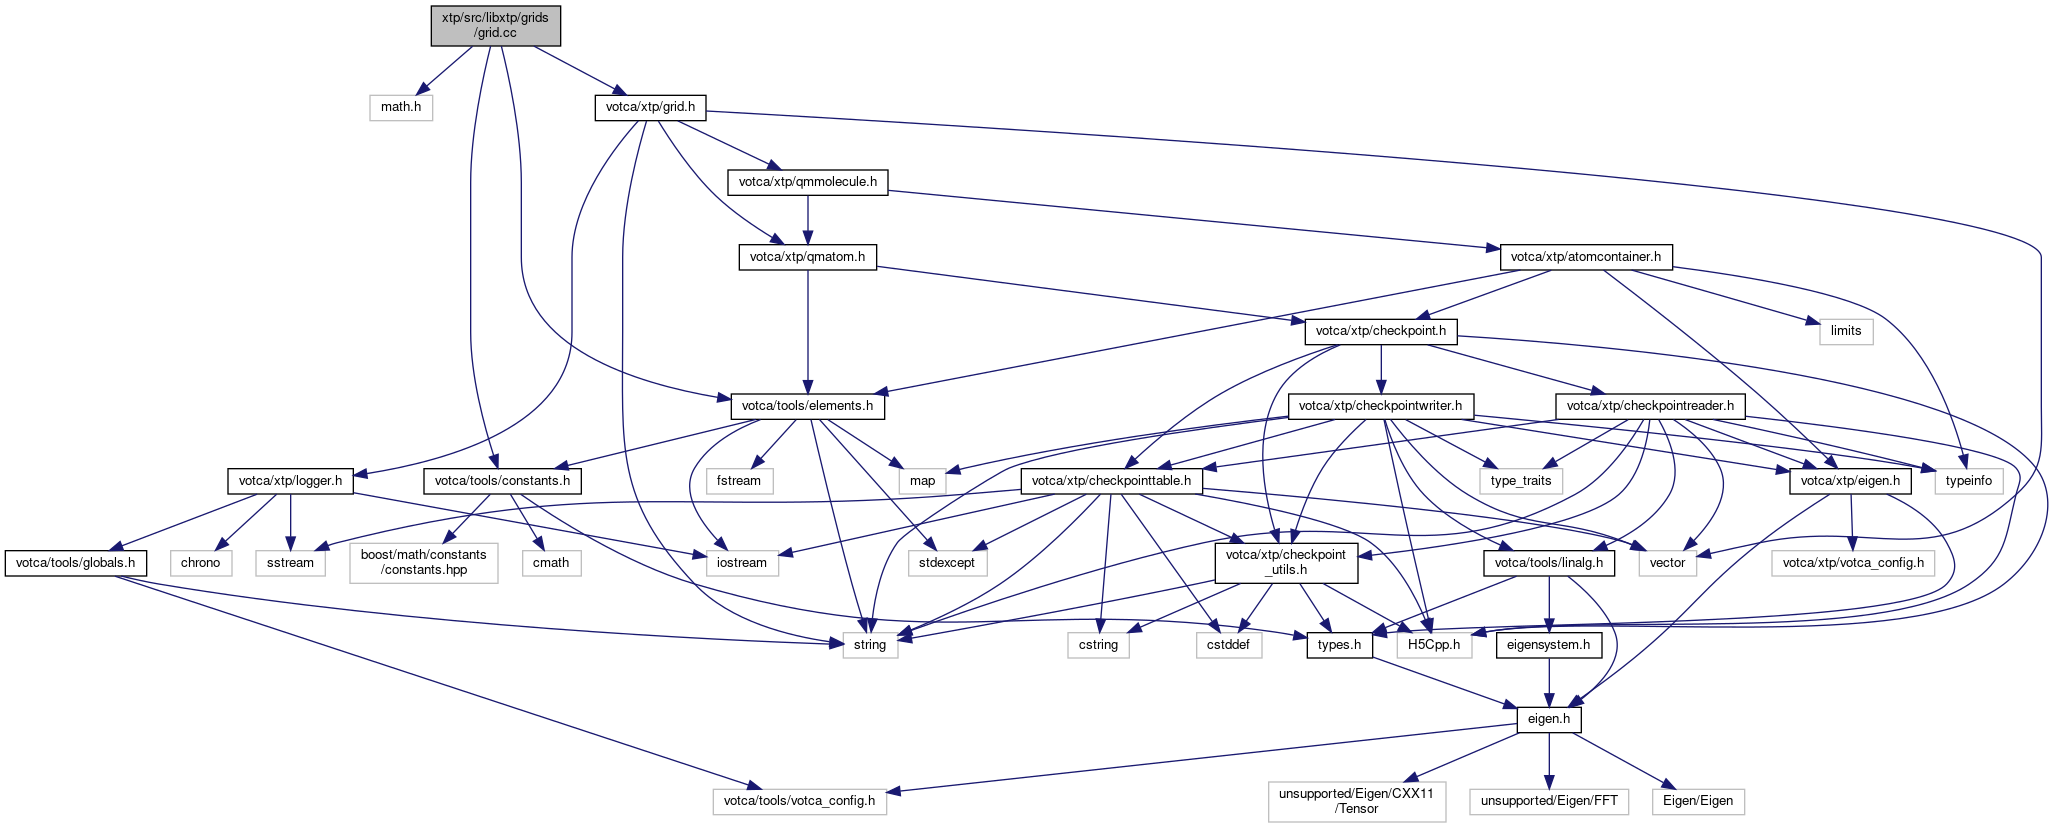 xtp/src/libxtp/grids
/grid.cc
math.h
votca/xtp/grid.h
votca/xtp/qmmolecule.h
votca/xtp/qmatom.h
votca/xtp/atomcontainer.h
votca/xtp/checkpoint.h
limits
votca/tools/elements.h
votca/xtp/checkpointwriter.h
votca/xtp/checkpointreader.h
votca/xtp/logger.h
votca/tools/constants.h
fstream
map
votca/xtp/checkpointtable.h
type_traits
votca/xtp/eigen.h
typeinfo
votca/tools/globals.h
chrono
sstream
boost/math/constants
/constants.hpp
cmath
iostream
stdexcept
votca/xtp/checkpoint
_utils.h
votca/tools/linalg.h
vector
votca/xtp/votca_config.h
string
cstring
cstddef
types.h
H5Cpp.h
eigensystem.h
eigen.h
votca/tools/votca_config.h
unsupported/Eigen/CXX11
/Tensor
unsupported/Eigen/FFT
Eigen/Eigen